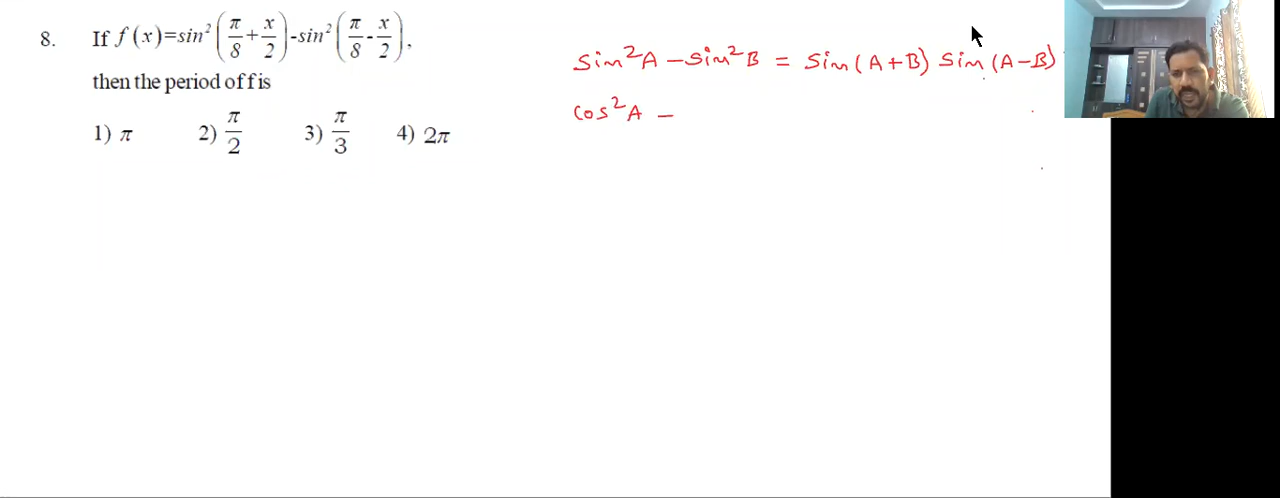 8. If f(x)=sin²(π/8+x/2)-sin²(π/8-x/2),
then the period of f is
1) π 2) π/2 3) π/3 4) 2π
Sin²A - Sin²B = Sin(A+B) Sin(A-B)
Cos²A -